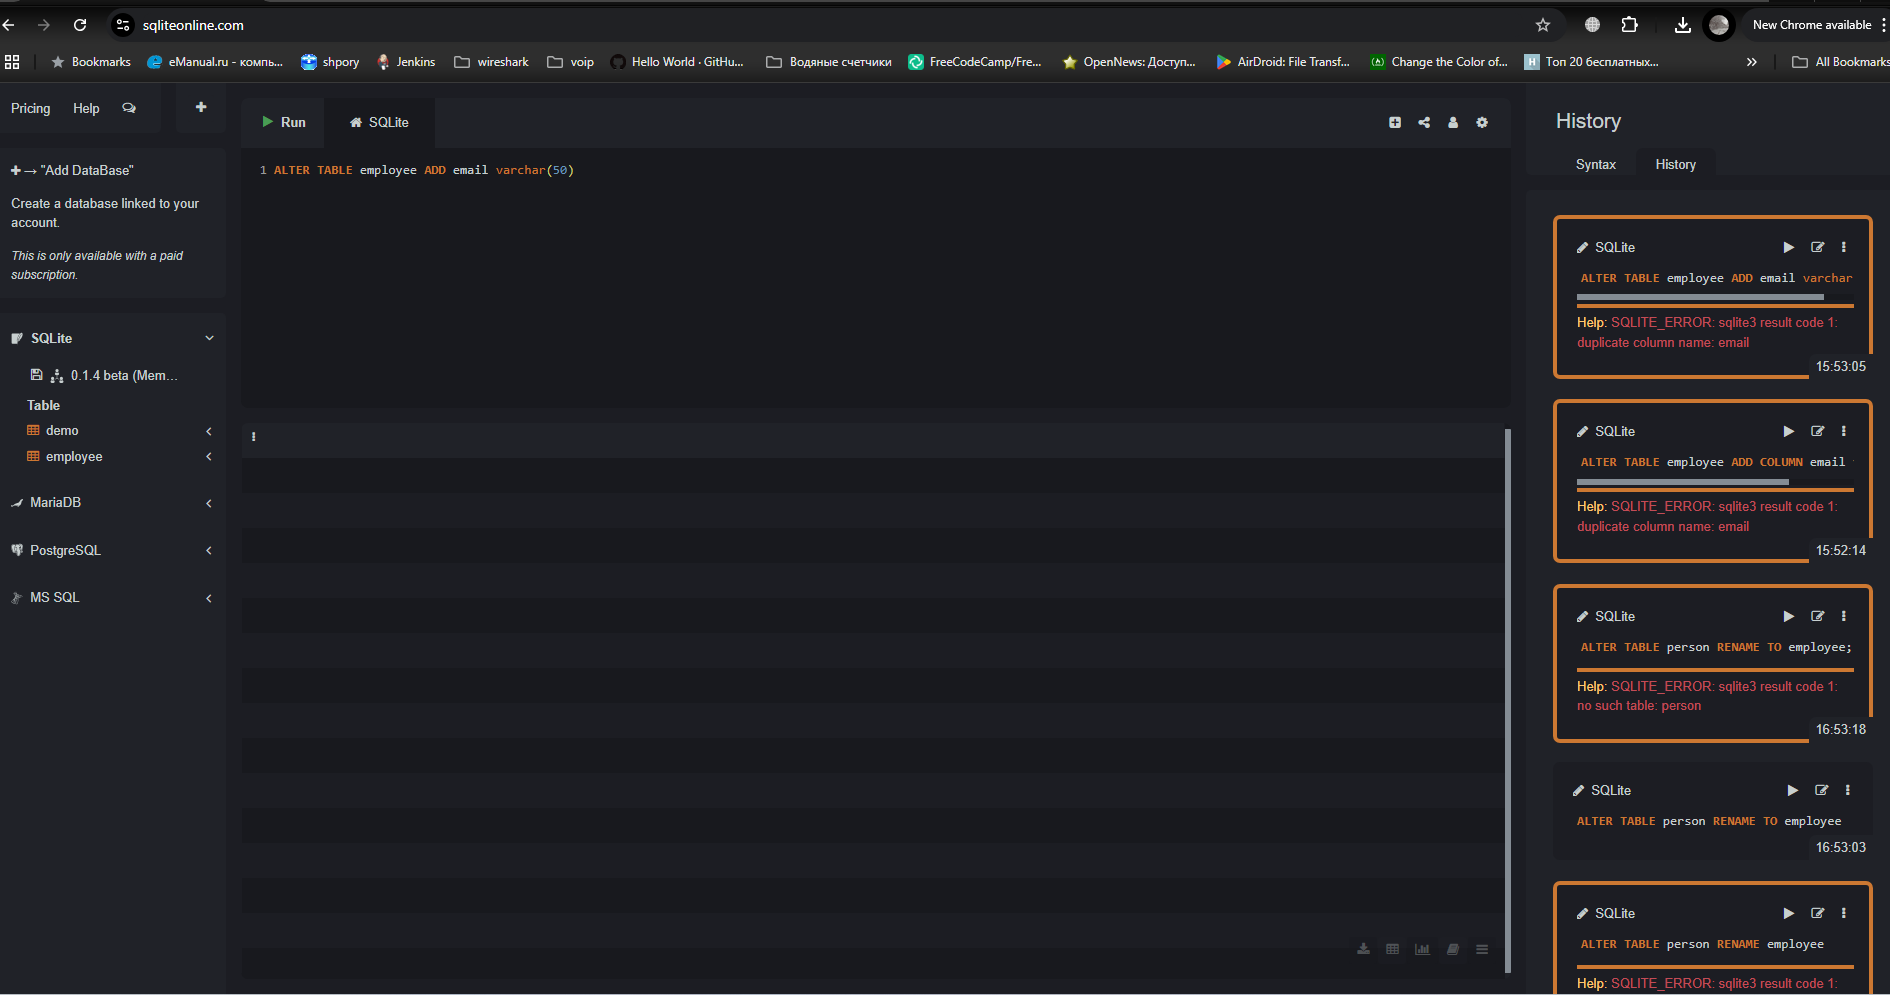 sqliteonline.com
New Chrome available
Bookmarks
eManual.ru - компь...
shpory
Jenkins
wireshark
voip
Hello World · GitHu...
Водяные счетчики
FreeCodeCamp/Fre...
OpenNews: Доступ...
AirDroid: File Transf...
Change the Color of...
Топ 20 бесплатных...
All Bookmarks
Pricing
Help
+
"Add DataBase"
Create a database linked to your
account.
This is only available with a paid
subscription.
SQLite
0.1.4 beta (Mem...
Table
demo
employee
MariaDB
PostgreSQL
MS SQL
Run
SQLite
1 ALTER TABLE employee ADD email varchar(50)
History
Syntax
History
SQLite
ALTER TABLE employee ADD email varchar
Help: SQLITE_ERROR: sqlite3 result code 1:
duplicate column name: email
15:53:05
SQLite
ALTER TABLE employee ADD COLUMN email
Help: SQLITE_ERROR: sqlite3 result code 1:
duplicate column name: email
15:52:14
SQLite
ALTER TABLE person RENAME TO employee;
Help: SQLITE_ERROR: sqlite3 result code 1:
no such table: person
16:53:18
SQLite
ALTER TABLE person RENAME TO employee
16:53:03
SQLite
ALTER TABLE person RENAME employee
Help: SQLITE_ERROR: sqlite3 result code 1: